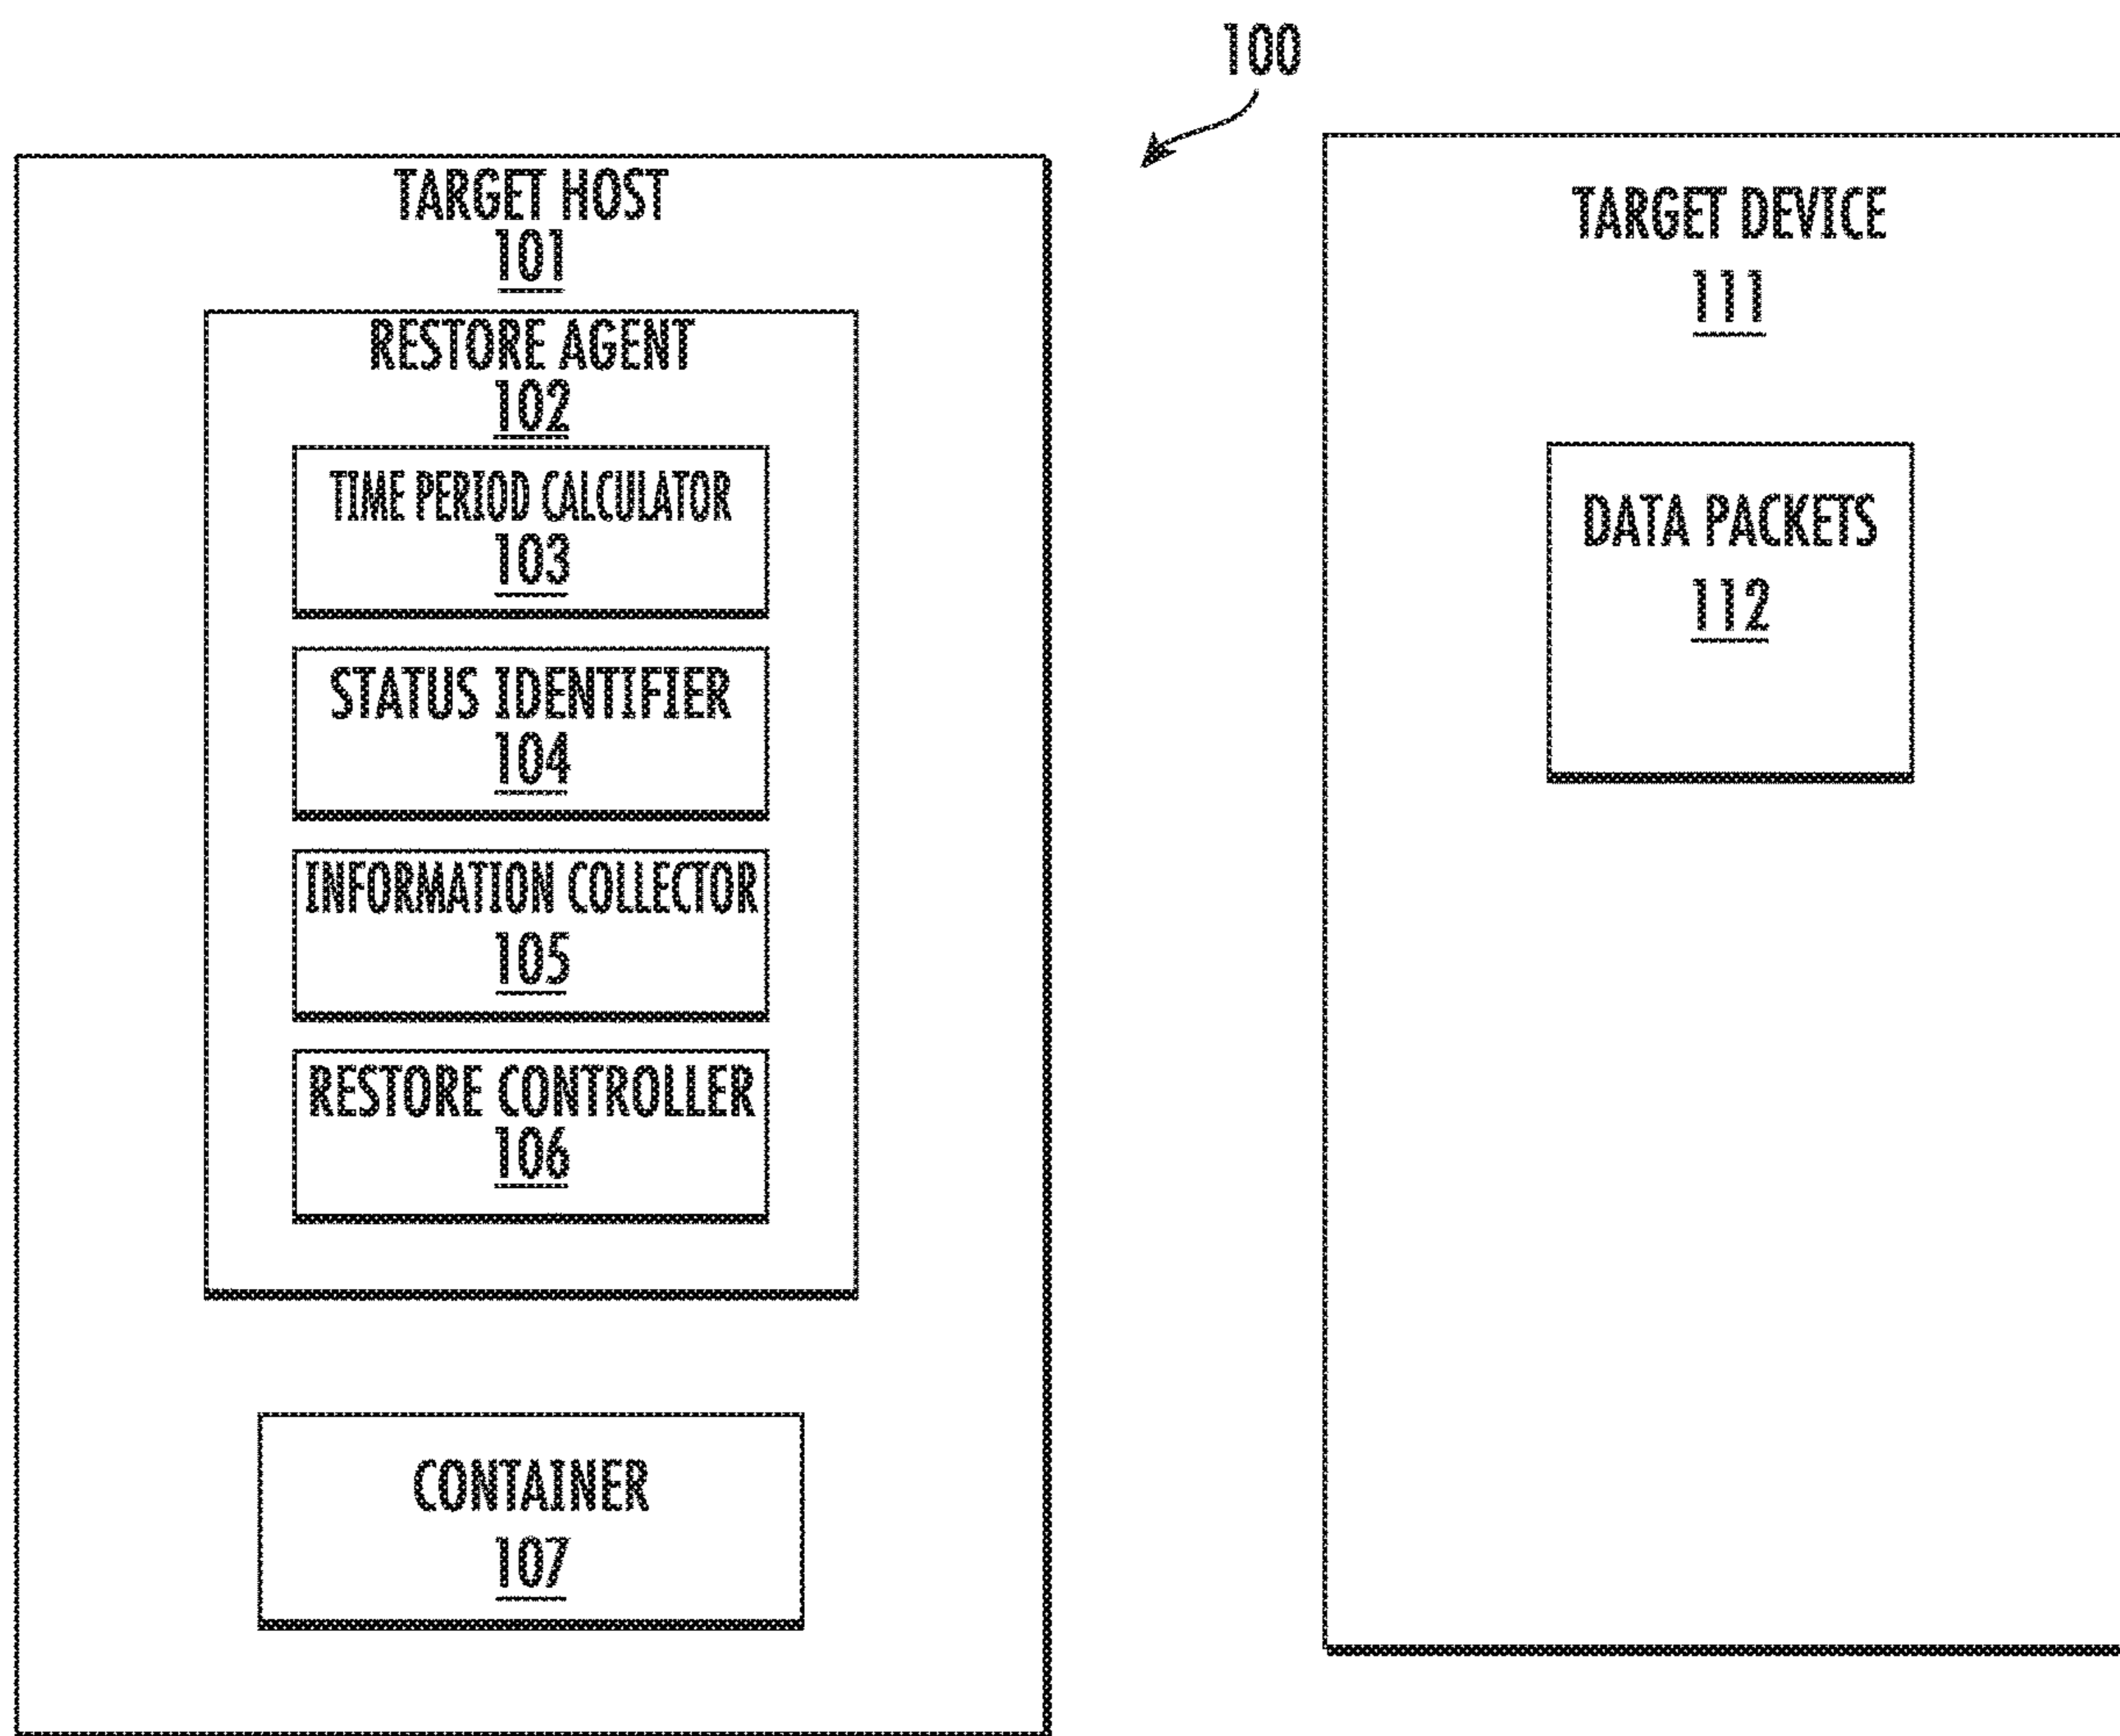 100
TARGET HOST
101
RESTORE AGENT
102
TIME PERIOD CALCULATOR
103
STATUS IDENTIFIER
104
INFORMATION COLLECTOR
105
RESTORE CONTROLLER
106
CONTAINER
107
TARGET DEVICE
111
DATA PACKETS
112